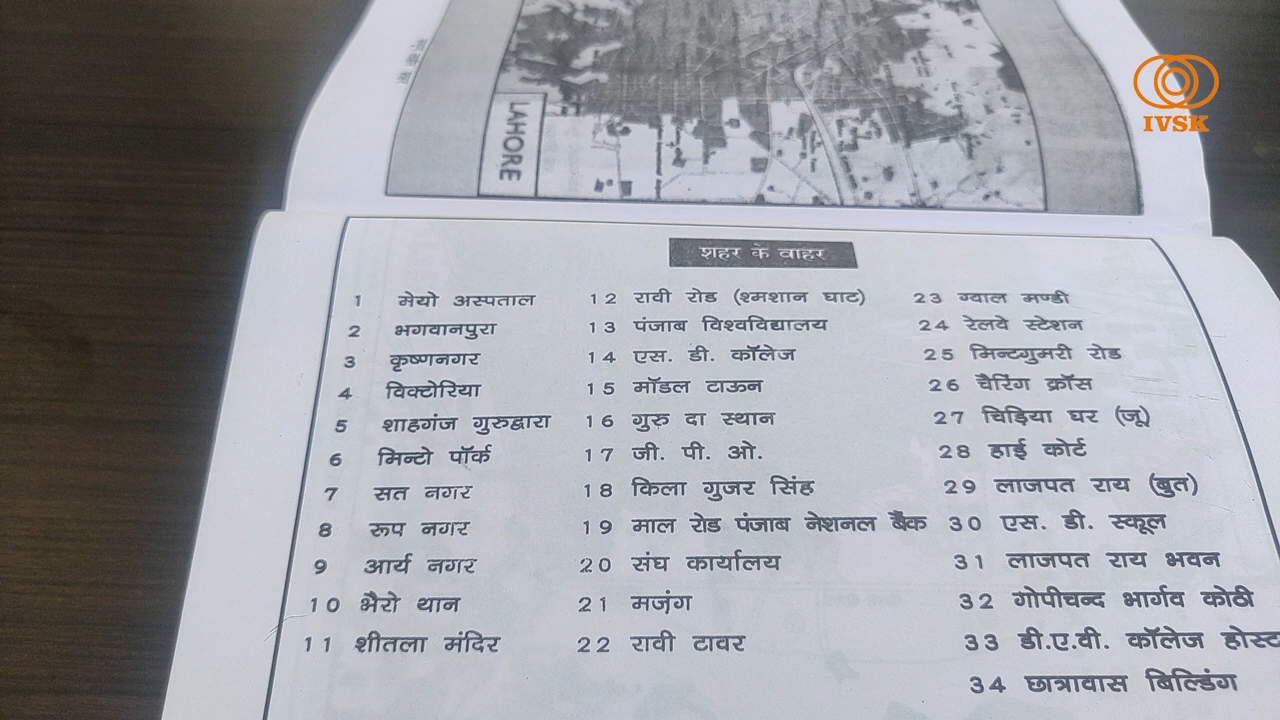 IVSK
LAHORE
शहर के वाहर
1 मेयो अस्पताल
2 भगवानपुरा
3 कृष्णनगर
4 विक्टोरिया
5 शाहगंज गुरुद्वारा
6 मिन्टो पॉर्क
7 सत नगर
8 रूप नगर
9 आर्य नगर
10 भैरो थान
11 शीतला मंदिर
12 रावी रोड (श्मशान घाट)
13 पंजाब विश्वविद्यालय
14 एस. डी. कॉलेज
15 मॉडल टाऊन
16 गुरु दा स्थान
17 जी. पी. ओ.
18 किला गुजर सिंह
19 माल रोड पंजाब नेशनल बैंक
20 संघ कार्यालय
21 मज़ंग
22 रावी टावर
23 ग्वाल मण्डी
24 रेलवे स्टेशन
25 मिन्टगुमरी रोड
26 चैरिंग क्रॉस
27 चिड़िया घर (जू)
28 हाई कोर्ट
29 लाजपत राय (बुत)
30 एस. डी. स्कूल
31 लाजपत राय भवन
32 गोपीचन्द भार्गव कोठी
33 डी.ए.वी. कॉलेज होस्ट
34 छात्रावास बिल्डिंग